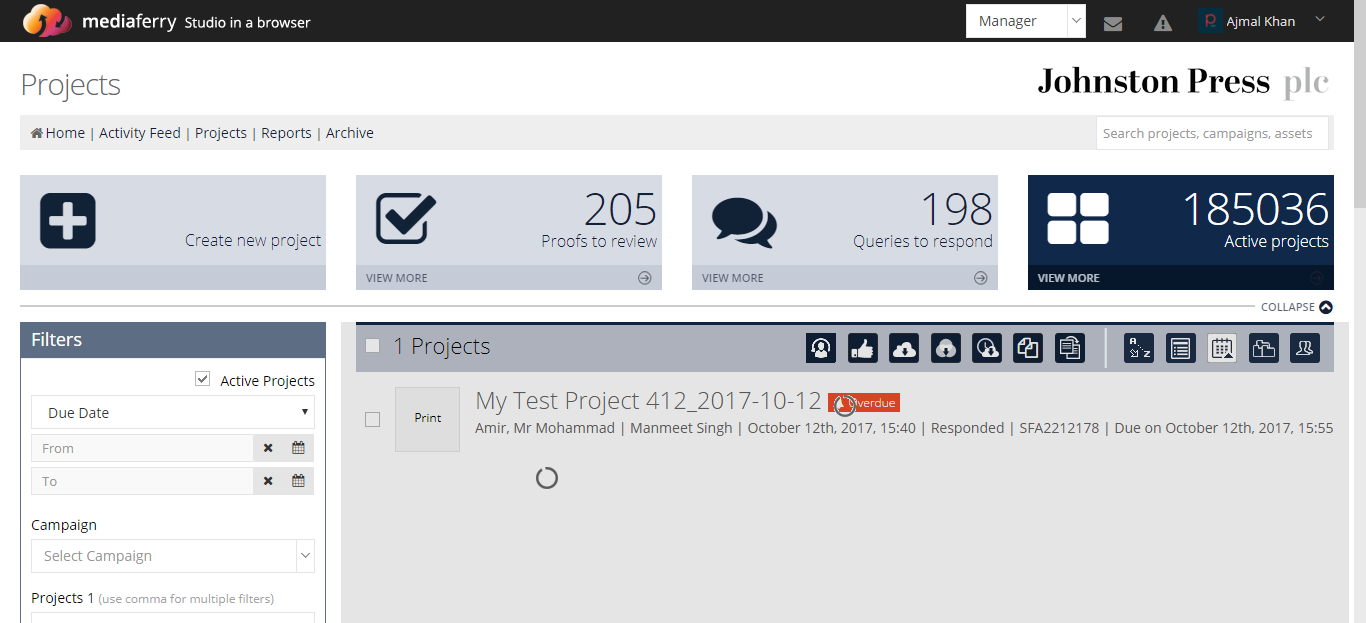 mediaferry Studio in a browser
Manager
Ajmal Khan
Projects
Johnston Press plc
Home | Activity Feed | Projects | Reports | Archive
Search projects, campaigns, assets
Create new project
205
Proofs to review
VIEW MORE
198
Queries to respond
VIEW MORE
185036
Active projects
VIEW MORE
COLLAPSE
Filters
Active Projects
Due Date
From
To
Campaign
Select Campaign
Projects 1 (use comma for multiple filters)
1 Projects
A
Z
Print
My Test Project 412_2017-10-12 Overdue
Amir, Mr Mohammad | Manmeet Singh | October 12th, 2017, 15:40 | Responded | SFA2212178 | Due on October 12th, 2017, 15:55